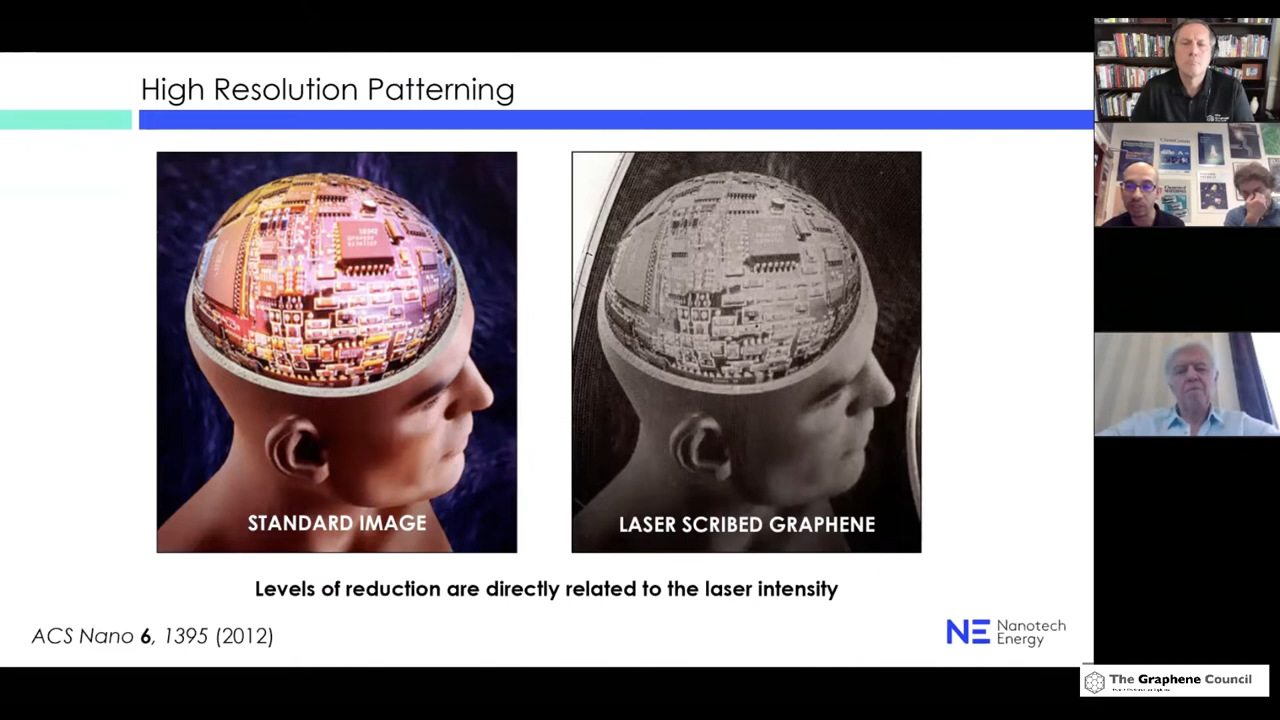 High Resolution Patterning
STANDARD IMAGE
LASER SCRIBED GRAPHENE
Levels of reduction are directly related to the laser intensity
ACS Nano 6, 1395 (2012)
NE Nanotech
Energy
The Graphene Council